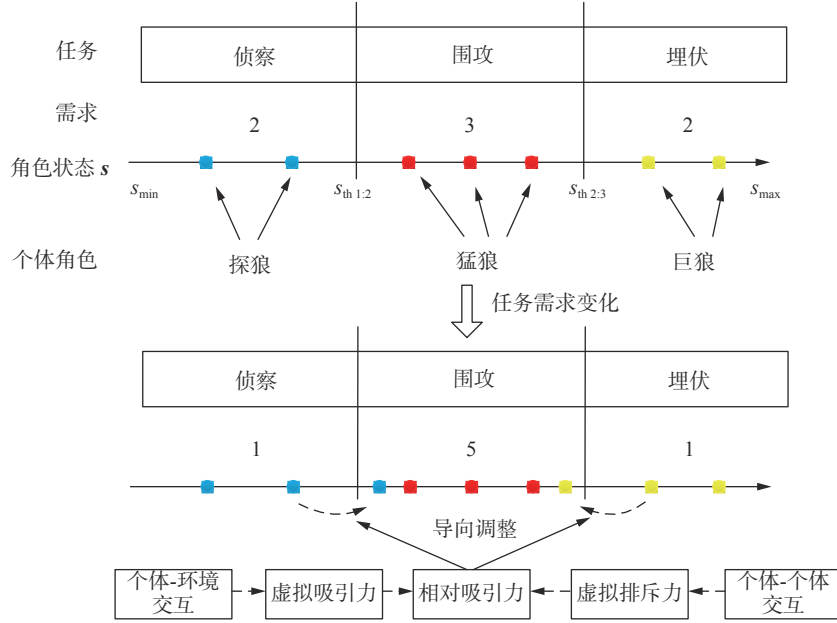 任务
侦察 围攻 埋伏
需求
2 3 2
角色状态 s
s_min s_th 1:2 s_th 2:3 s_max
个体角色
探狼 猛狼 巨狼
任务需求变化
侦察 围攻 埋伏
1 5 1
导向调整
个体-环境
交互
虚拟吸引力
相对吸引力
虚拟排斥力
个体-个体
交互